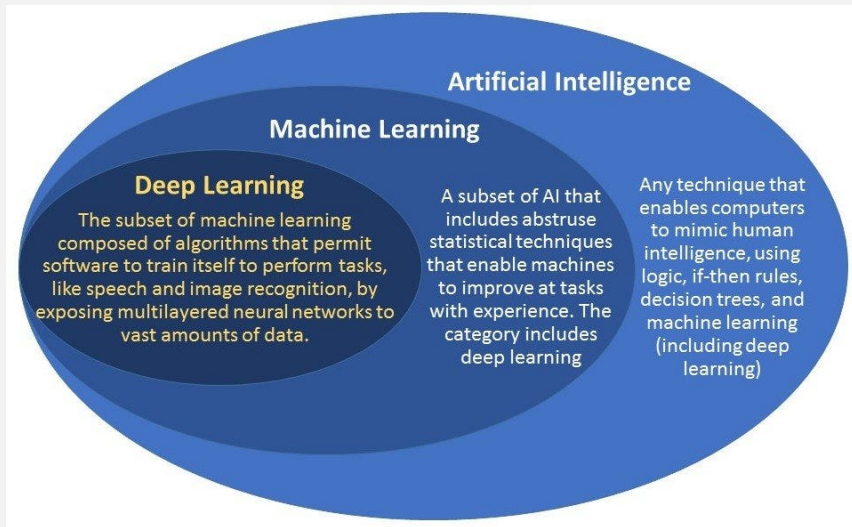 Artificial Intelligence
Machine Learning
Deep Learning
The subset of machine learning
composed of algorithms that permit
software to train itself to perform tasks,
like speech and image recognition, by
exposing multilayered neural networks to
vast amounts of data.
A subset of AI that
includes abstruse
statistical techniques
that enable machines
to improve at tasks
with experience. The
category includes
deep learning
Any technique that
enables computers
to mimic human
intelligence, using
logic, if-then rules,
decision trees, and
machine learning
(including deep
learning)